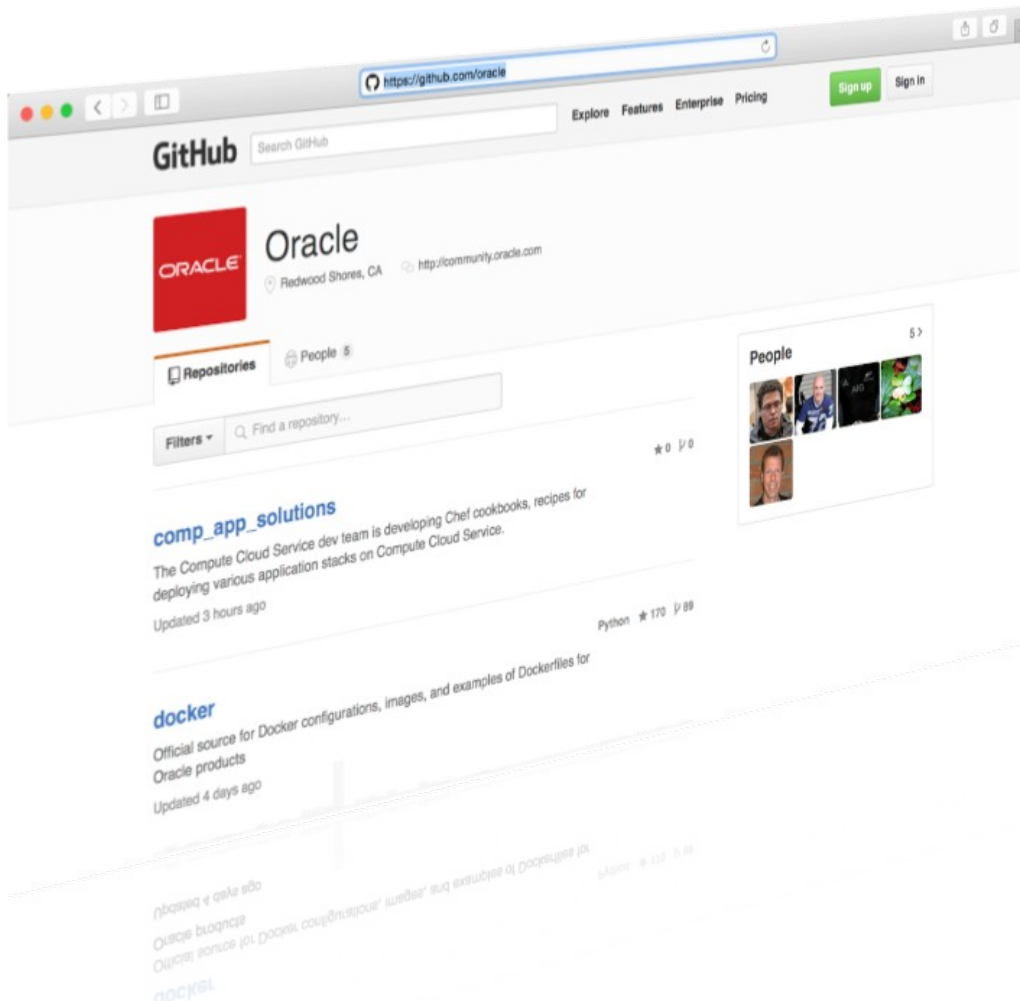 https://github.com/oracle
GitHub
Search GitHub
Explore Features Enterprise Pricing
Sign up
Sign in
ORACLE
Oracle
Redwood Shores, CA
http://community.oracle.com
Repositories
People 5
People
5 >
Filters
Find a repository...
AIG
0 0
comp_app_solutions
The Compute Cloud Service dev team is developing Chef cookbooks, recipes for
deploying various application stacks on Compute Cloud Service.
Updated 3 hours ago
Python 170 89
docker
Official source for Docker configurations, images, and examples of Dockerfiles for
Oracle products
Updated 4 days ago